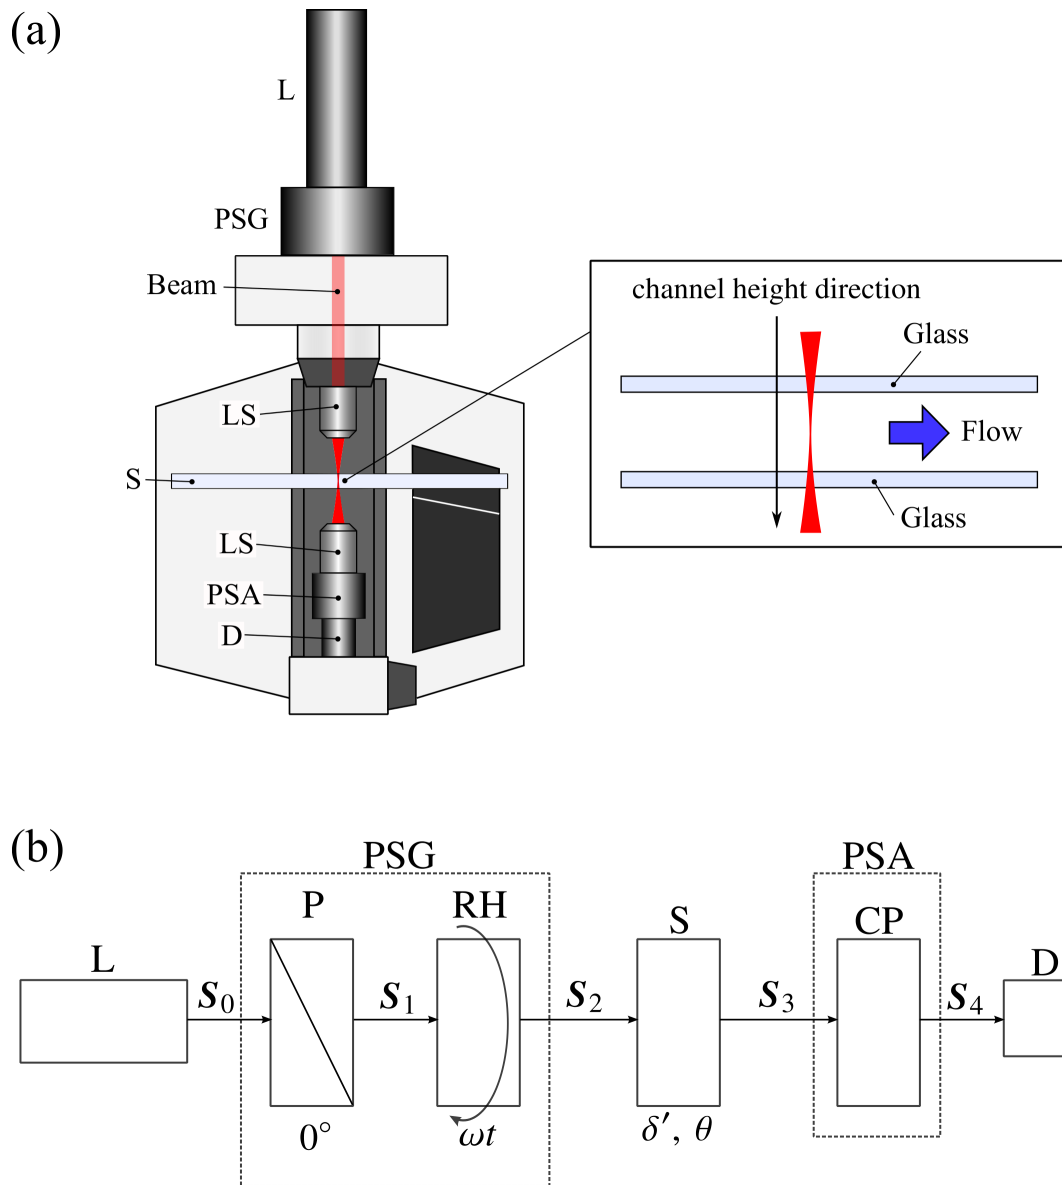 (a)
L
PSG
Beam
LS
S
LS
PSA
D
channel height direction
Glass
Flow
Glass
(b)
PSG
PSA
P
RH
S
CP
L
D
S₀
S₁
S₂
S₃
S₄
0°
ωt
δ′, θ